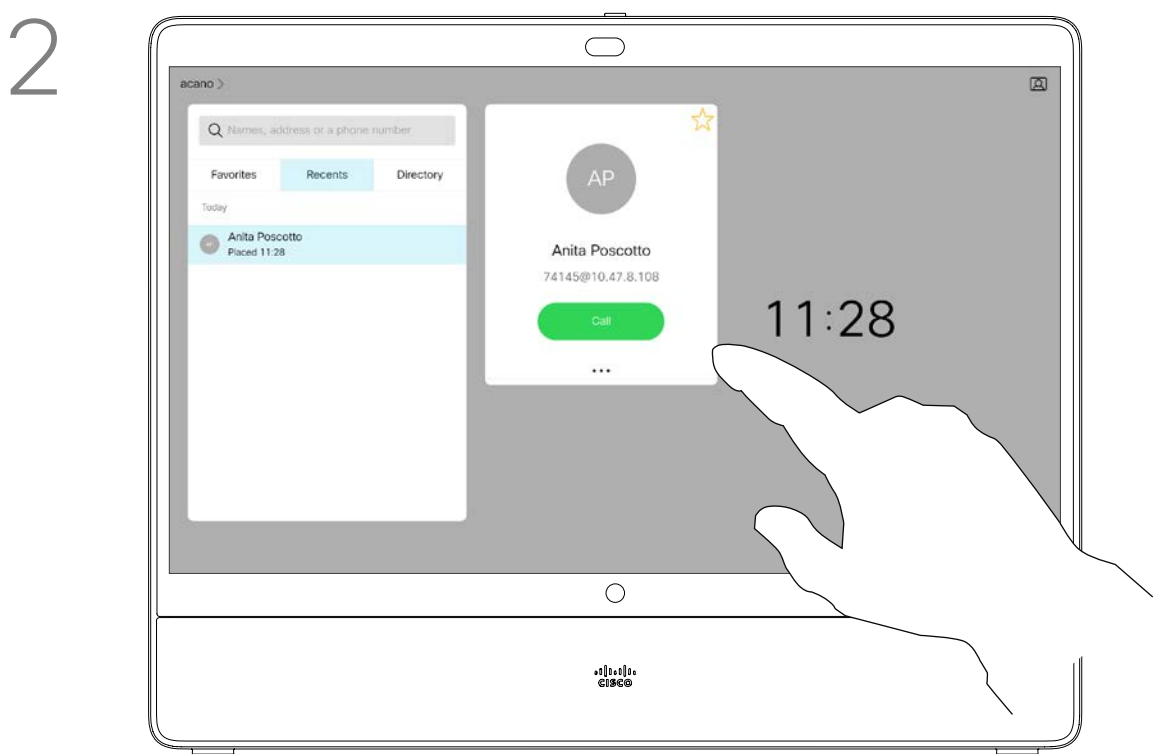 2
acano >
Names, address or a phone number
Favorites Recents Directory
Today
AP Anita Poscotto
Placed 11:28
AP
Anita Poscotto
74145@10.47.8.108
Call
...
11:28
CISCO